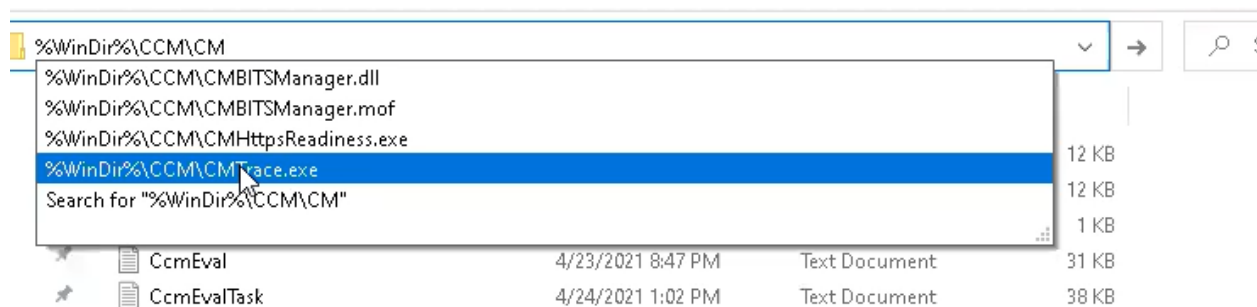 %WinDir%\CCM\CM
%WinDir%\CCM\CMBITSManager.dll
%WinDir%\CCM\CMBITSManager.mof
%WinDir%\CCM\CMHttpsReadiness.exe
%WinDir%\CCM\CMTrace.exe
12 KB
Search for "%WinDir%\CCM\CM"
12 KB
1 KB
CcmEval 4/23/2021 8:47 PM Text Document 31 KB
CcmEvalTask 4/24/2021 1:02 PM Text Document 38 KB